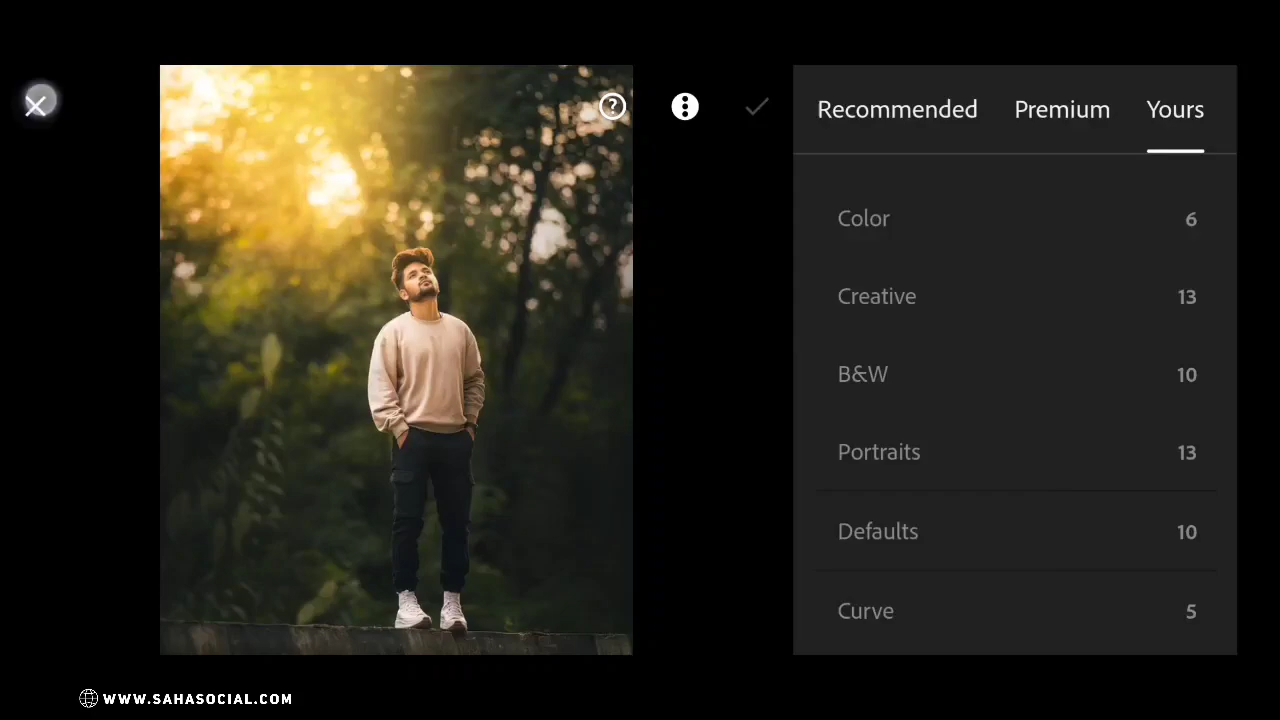 Recommended Premium Yours
Color 6
Creative 13
B&W 10
Portraits 13
Defaults 10
Curve 5
WWW.SAHASOCIAL.COM